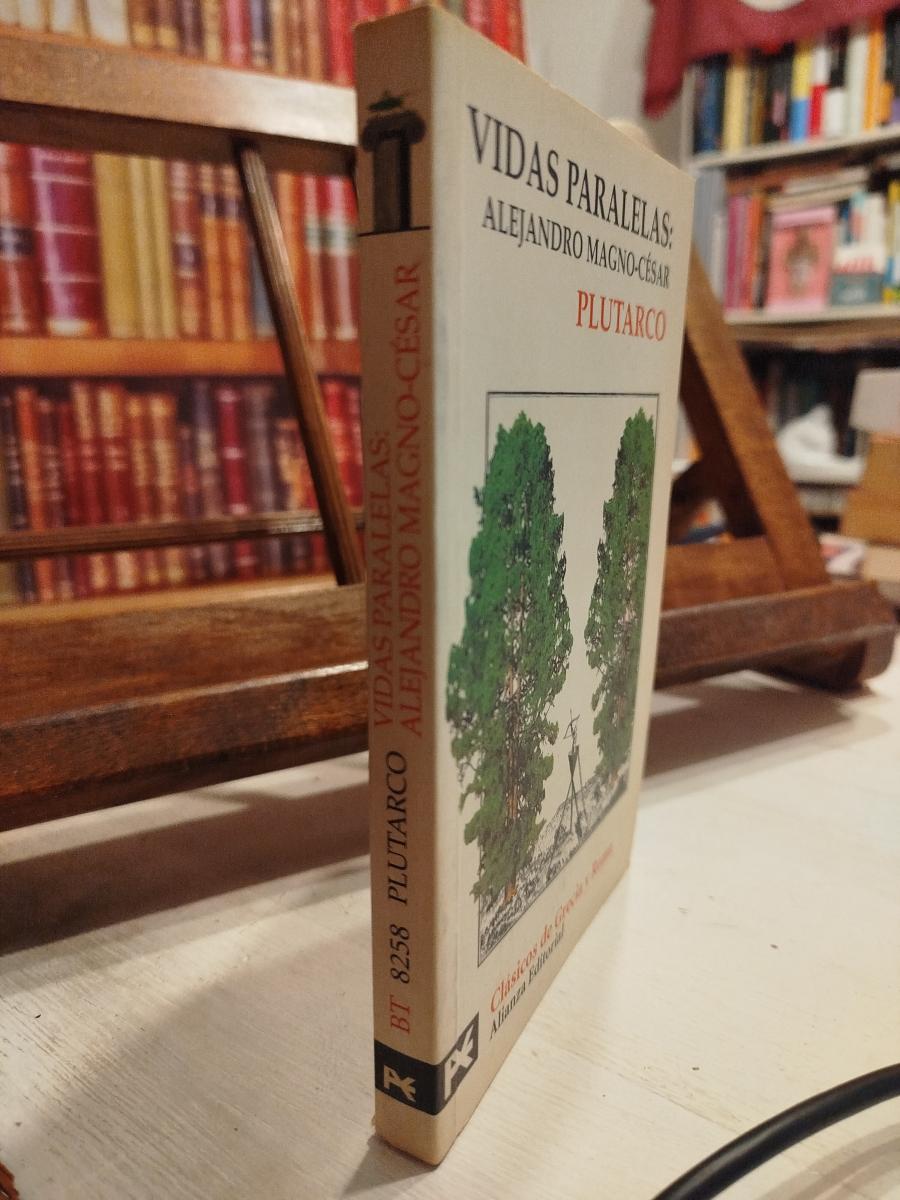 VIDAS PARALELAS:
ALEJANDRO MAGNO-CÉSAR
PLUTARCO
Clásicos de Grecia y Roma
Alianza Editorial
BT 8258 PLUTARCO VIDAS PARALELAS:
ALEJANDRO MAGNO-CÉSAR